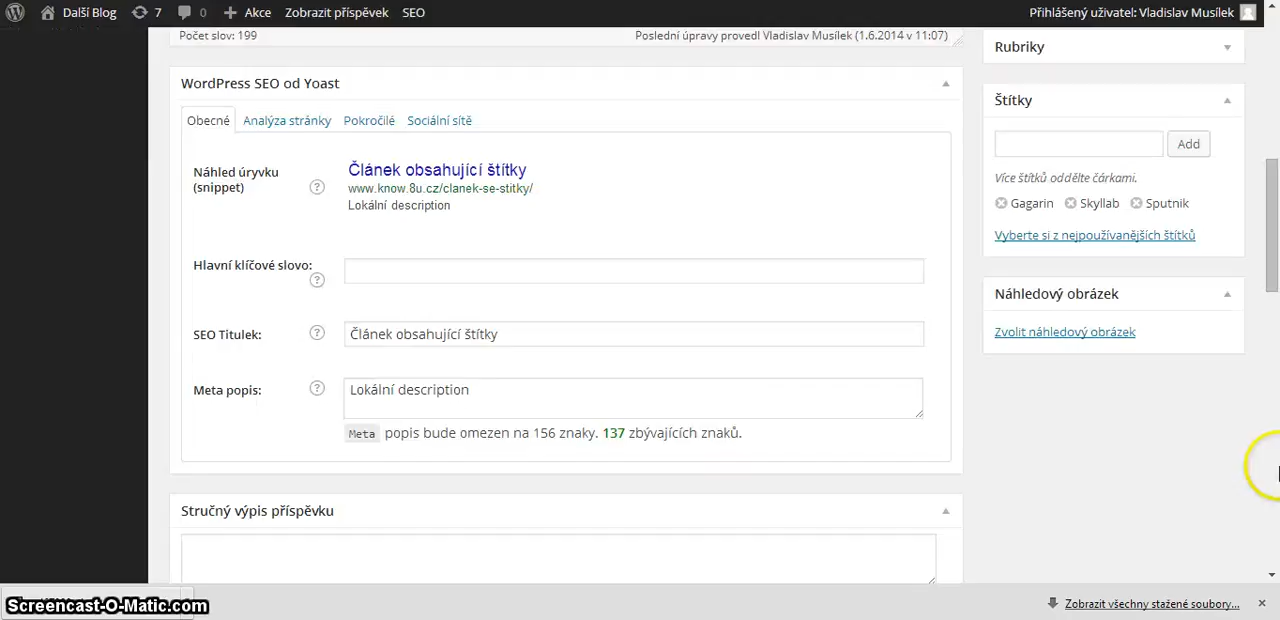 Další Blog 7 0 Akce Zobrazit příspěvek SEO Přihlášený uživatel: Vladislav Musílek
Počet slov: 199 Poslední úpravy provedl Vladislav Musílek (1.6.2014 v 11:07)
WordPress SEO od Yoast
Obecné Analýza stránky Pokročilé Sociální sítě
Náhled úryvku
(snippet) ?
Článek obsahující štítky
www.know.8u.cz/clanek-se-stitky/
Lokální description
Hlavní klíčové slovo:
?
SEO Titulek: ? Článek obsahující štítky
Meta popis: ? Lokální description
Meta popis bude omezen na 156 znaky. 137 zbývajících znaků.
Stručný výpis příspěvku
Rubriky
Štítky
Add
Více štítků oddělte čárkami.
Gagarin Skyllab Sputnik
Vyberte si z nejpoužívanějších štítků
Náhledový obrázek
Zvolit náhledový obrázek
Screencast-O-Matic.com
Zobrazit všechny stažené soubory...